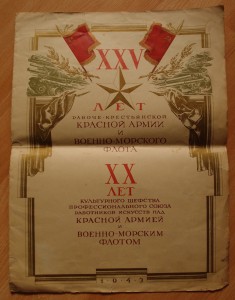 XXV
ЛЕТ
РАБОЧЕ-КРЕСТЬЯНСКОЙ
КРАСНОЙ АРМИИ
И
ВОЕННО-МОРСКОГО
ФЛОТА
XX
ЛЕТ
КУЛЬТУРНОГО ШЕФСТВА
ПРОФЕССИОНАЛЬНОГО СОЮЗА
РАБОТНИКОВ ИСКУССТВ НАД
КРАСНОЙ АРМИЕЙ
И
ВОЕННО-МОРСКИМ
ФЛОТОМ
1943